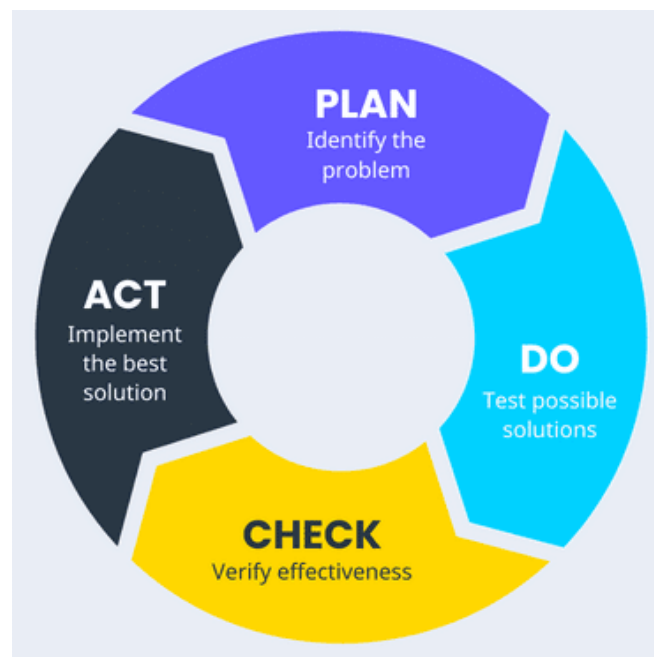 PLAN
Identify the
problem
DO
Test possible
solutions
CHECK
Verify effectiveness
ACT
Implement
the best
solution